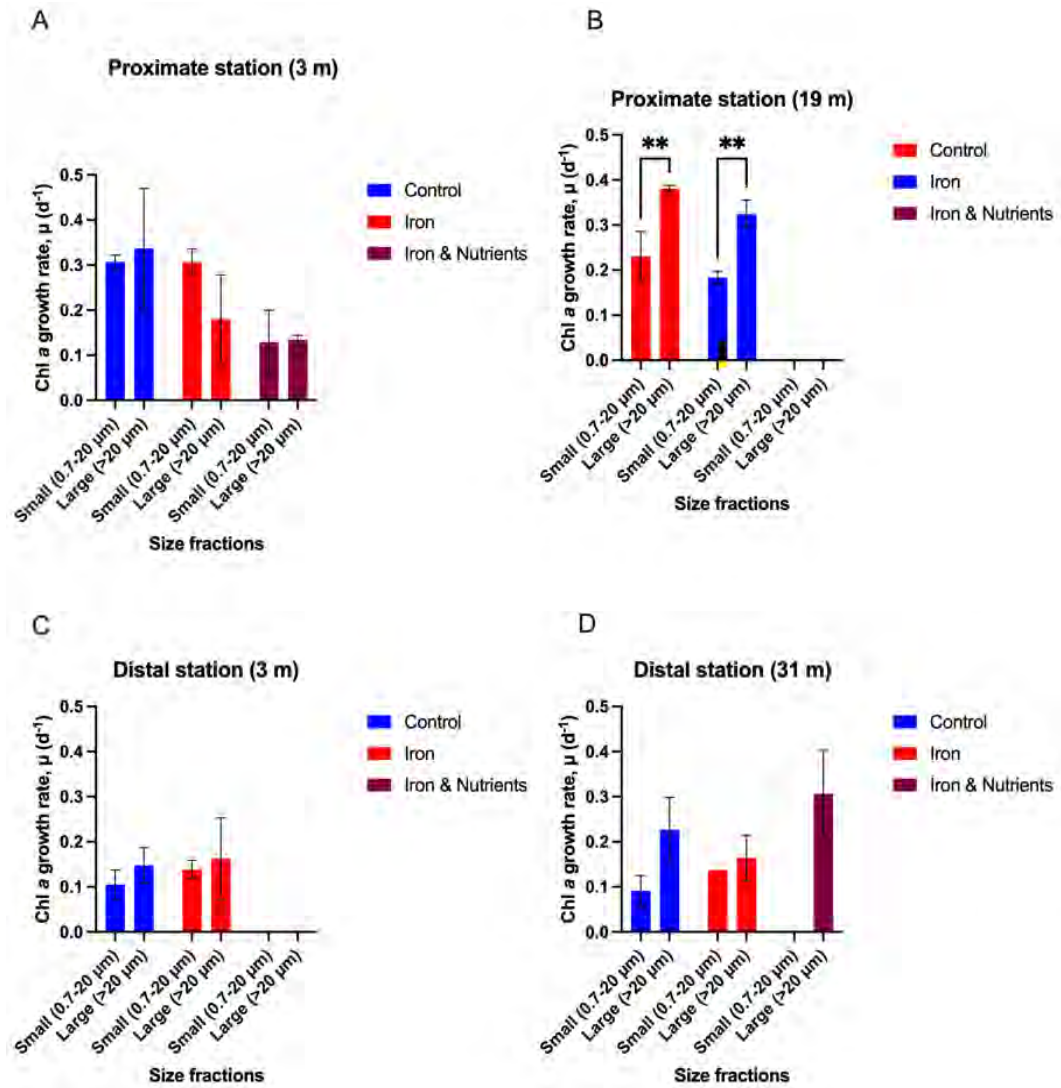 A
Proximate station (3 m)
Chl a growth rate, μ (d⁻¹)
0.5
0.4
0.3
0.2
0.1
0.0
Small (0.7-20 μm)
Large (>20 μm)
Small (0.7-20 μm)
Large (>20 μm)
Small (0.7-20 μm)
Large (>20 μm)
Size fractions
Control
Iron
Iron & Nutrients
B
Proximate station (19 m)
Chl a growth rate, μ (d⁻¹)
0.5
0.4
0.3
0.2
0.1
0.0
** **
Small (0.7-20 μm)
Large (>20 μm)
Small (0.7-20 μm)
Large (>20 μm)
Small (0.7-20 μm)
Large (>20 μm)
Size fractions
Control
Iron
Iron & Nutrients
C
Distal station (3 m)
Chl a growth rate, μ (d⁻¹)
0.5
0.4
0.3
0.2
0.1
0.0
Small (0.7-20 μm)
Large (>20 μm)
Small (0.7-20 μm)
Large (>20 μm)
Small (0.7-20 μm)
Large (>20 μm)
Size fractions
Control
Iron
Iron & Nutrients
D
Distal station (31 m)
Chl a growth rate, μ (d⁻¹)
0.5
0.4
0.3
0.2
0.1
0.0
Small (0.7-20 μm)
Large (>20 μm)
Small (0.7-20 μm)
Large (>20 μm)
Small (0.7-20 μm)
Large (>20 μm)
Size fractions
Control
Iron
Iron & Nutrients